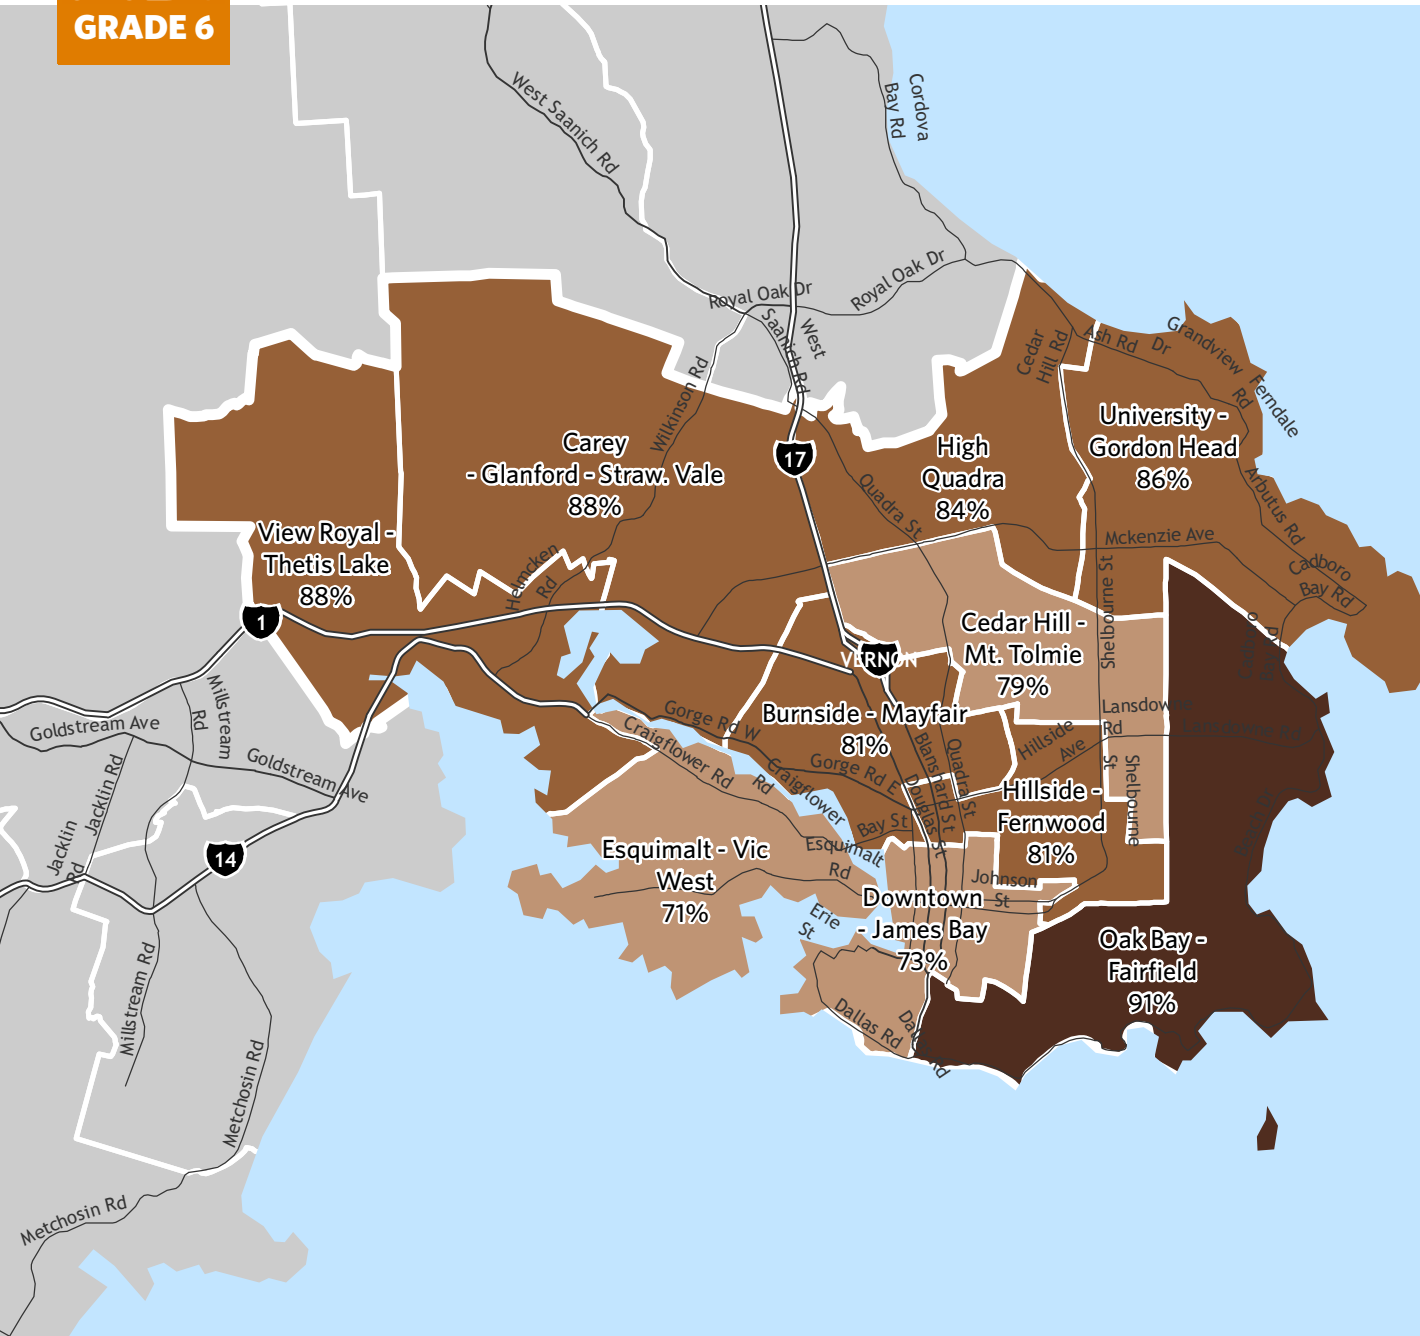 GRADE 6
West Saanich Rd
Cordova
Bay Rd
Royal Oak Dr
Royal Oak Dr
West
Saanich Rd
Wilkinson Rd
Cedar
Hill Rd
Ash Rd
Grandview
Dr
Ferndale
Rd
University -
Gordon Head
86%
Carey
- Glanford - Straw. Vale
88%
17
High
Quadra
84%
Quadra St
Arbutus Rd
Mckenzie Ave
View Royal -
Thetis Lake
88%
Helmcken
Rd
Cadboro
Bay Rd
1
Shelbourne St
Cedar Hill -
Mt. Tolmie
79%
VERNON
Millstream
Rd
Goldstream Ave
Goldstream Ave
Jacklin Rd
Jacklin
Rd
14
Gorge Rd W
Craigflower Rd
Craigflower
Rd
Gorge Rd E
Burnside - Mayfair
81%
Blanshard St
Quadra St
Douglas St
Lansdowne
Rd
Lansdowne Rd
Hillside
Ave
Shelbourne
St
Hillside -
Fernwood
81%
Bay St
Esquimalt
Rd
Esquimalt - Vic
West
71%
Johnson
St
Downtown
- James Bay
73%
Erie
St
Dallas Rd
Oak Bay -
Fairfield
91%
Millstream Rd
Metchosin Rd
Metchosin Rd